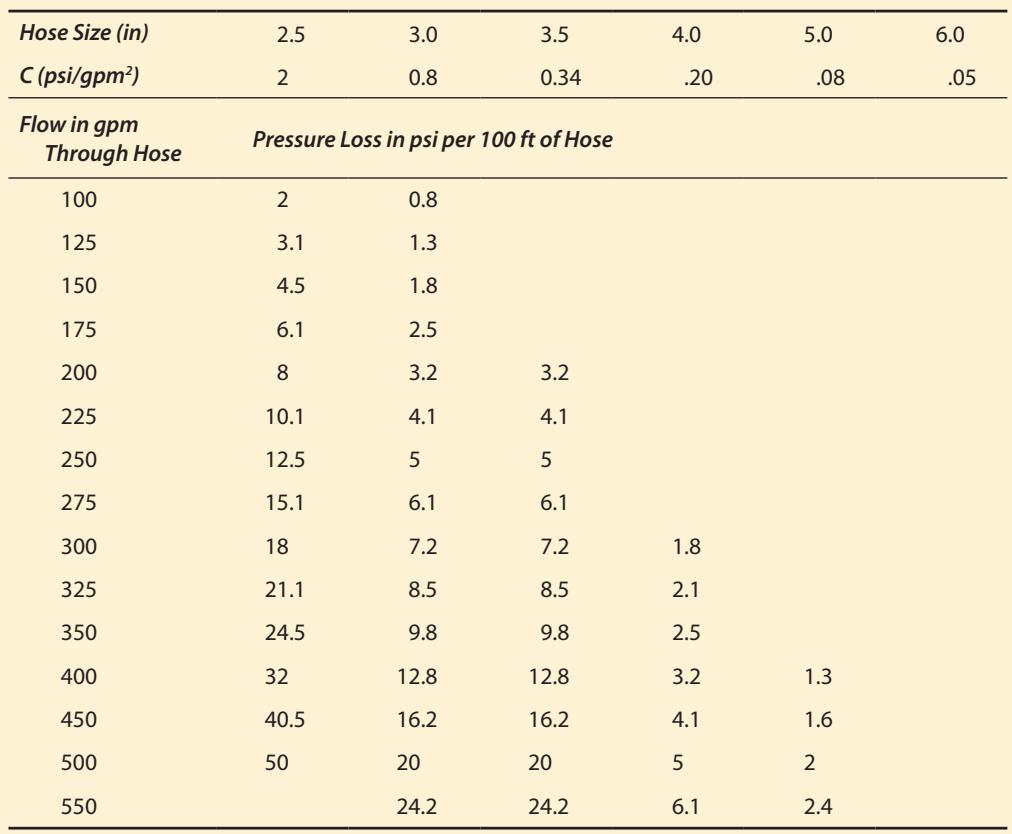 Hose Size (in) 2.5 3.0 3.5 4.0 5.0 6.0
C (psi/gpm²) 2 0.8 0.34 .20 .08 .05
Flow in gpm
Through Hose Pressure Loss in psi per 100 ft of Hose
100 2 0.8
125 3.1 1.3
150 4.5 1.8
175 6.1 2.5
200 8 3.2 3.2
225 10.1 4.1 4.1
250 12.5 5 5
275 15.1 6.1 6.1
300 18 7.2 7.2 1.8
325 21.1 8.5 8.5 2.1
350 24.5 9.8 9.8 2.5
400 32 12.8 12.8 3.2 1.3
450 40.5 16.2 16.2 4.1 1.6
500 50 20 20 5 2
550 24.2 24.2 6.1 2.4